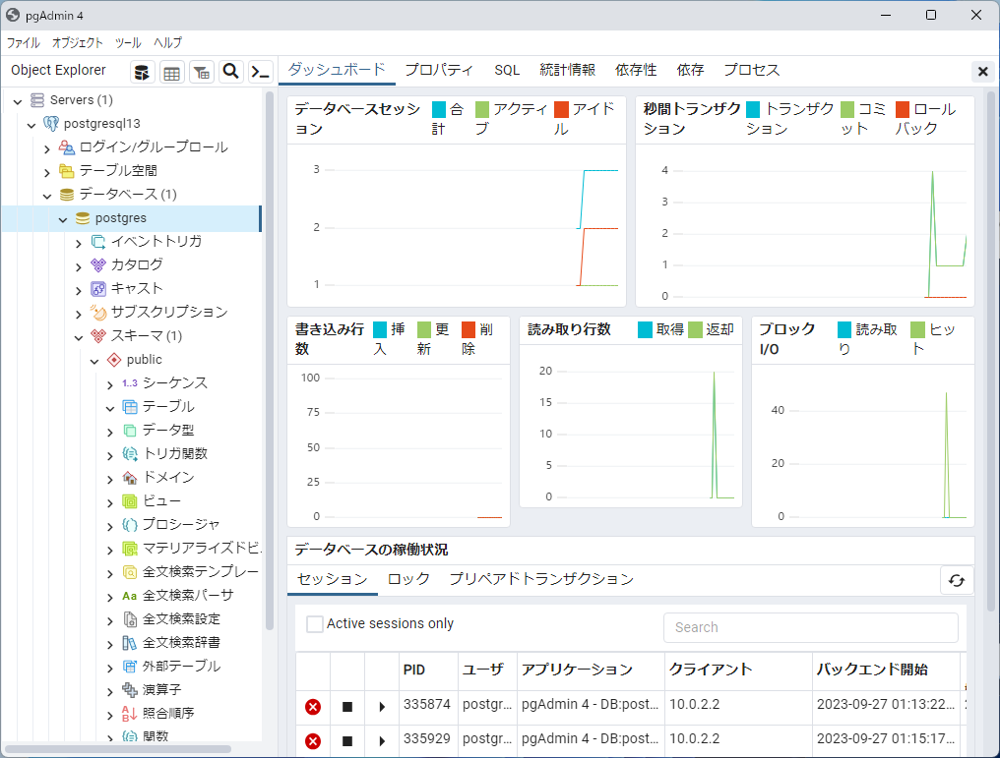 pgAdmin 4
ファイル オブジェクト ツール ヘルプ
Object Explorer
Servers (1)
postgresql13
ログイン/グループロール
テーブル空間
データベース (1)
postgres
イベントトリガ
カタログ
キャスト
サブスクリプション
スキーマ (1)
public
1..3 シーケンス
テーブル
データ型
トリガ関数
ドメイン
ビュー
プロシージャ
マテリアライズドビ
全文検索テンプレー
Aa 全文検索パーサ
全文検索設定
全文検索辞書
外部テーブル
演算子
照合順序
関数
ダッシュボード プロパティ SQL 統計情報 依存性 依存 プロセス
データベースセッシ
ョン
合
計
アクティ
ブ
アイド
ル
3
2
1
秒間トランザク
ション
トランザク
ション
コミ
ット
ロール
バック
4
3
2
1
0
書き込み行
数
挿
入
更
新
削
除
100
75
50
25
0
読み取り行数 取得 返却
20
15
10
5
0
ブロック
I/O
読み取
り
ヒッ
ト
40
20
0
データベースの稼働状況
セッション ロック プリペアドトランザクション
Active sessions only
Search
PID ユーザ アプリケーション クライアント バックエンド開始
335874 postgr... pgAdmin 4 - DB:post... 10.0.2.2 2023-09-27 01:13:22...
335929 postgr... pgAdmin 4 - DB:post... 10.0.2.2 2023-09-27 01:15:17...